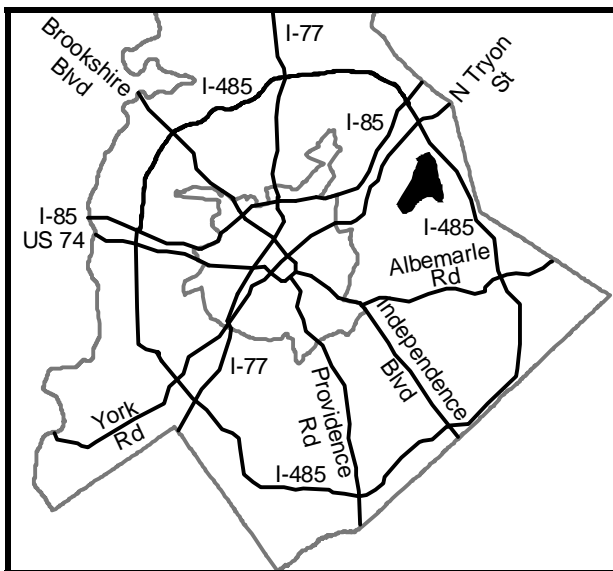 I-77
Brookshire
Blvd
N Tryon
St
I-485
I-85
I-85
US 74
I-485
Albemarle
Rd
Independence
Blvd
I-77
Providence
Rd
York
Rd
I-485